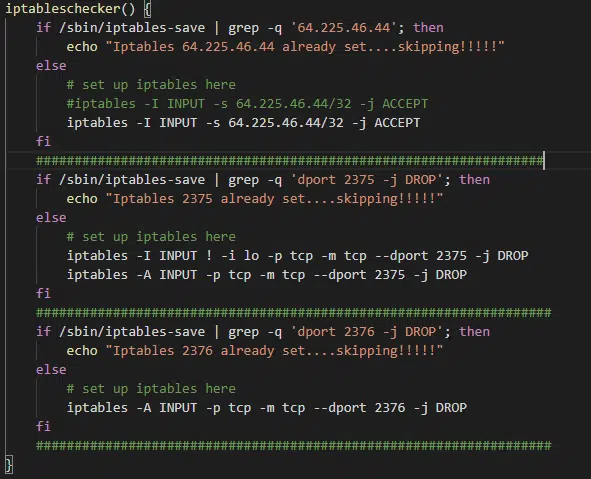 iptableschecker() {
    if /sbin/iptables-save | grep -q '64.225.46.44'; then
        echo "Iptables 64.225.46.44 already set....skipping!!!!!"
    else
        # set up iptables here
        #iptables -I INPUT -s 64.225.46.44/32 -j ACCEPT
        iptables -I INPUT -s 64.225.46.44/32 -j ACCEPT
    fi
    ##################################################################
    if /sbin/iptables-save | grep -q 'dport 2375 -j DROP'; then
        echo "Iptables 2375 already set....skipping!!!!!"
    else
        # set up iptables here
        iptables -I INPUT ! -i lo -p tcp -m tcp --dport 2375 -j DROP
        iptables -A INPUT -p tcp -m tcp --dport 2375 -j DROP
    fi
    ###################################################################
    if /sbin/iptables-save | grep -q 'dport 2376 -j DROP'; then
        echo "Iptables 2376 already set....skipping!!!!!"
    else
        # set up iptables here
        iptables -A INPUT -p tcp -m tcp --dport 2376 -j DROP
    fi
    ###################################################################
}